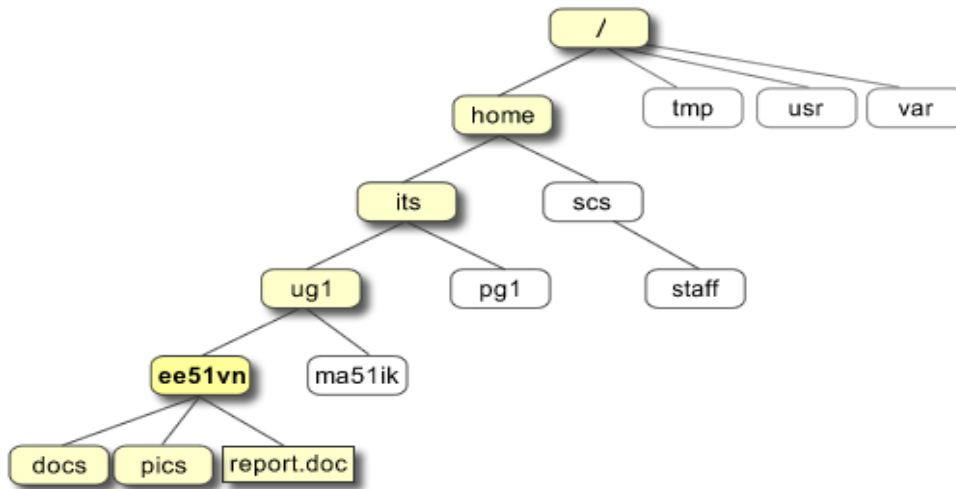 /
home
tmp
usr
var
its
scs
ug1
pg1
staff
ee51vn
ma51ik
docs
pics
report.doc